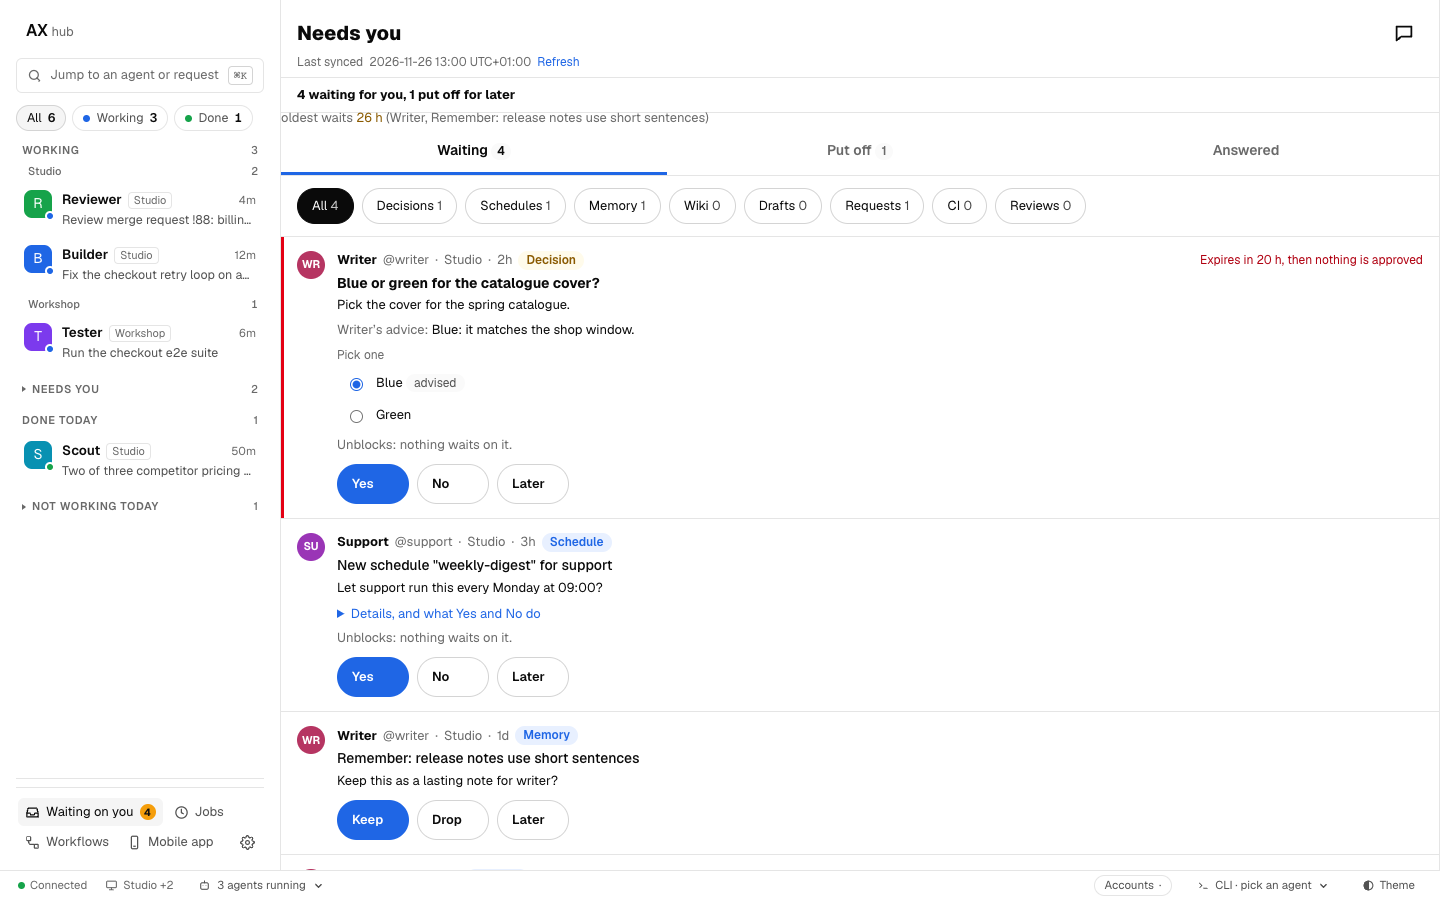 AX hub
Jump to an agent or request ⌘K
All 6 Working 3 Done 1
WORKING 3
Studio 2
R Reviewer Studio 4m
Review merge request !88: billin…
B Builder Studio 12m
Fix the checkout retry loop on a…
Workshop 1
T Tester Workshop 6m
Run the checkout e2e suite
NEEDS YOU 2
DONE TODAY 1
S Scout Studio 50m
Two of three competitor pricing …
NOT WORKING TODAY 1
Waiting on you 4 Jobs
Workflows Mobile app
Needs you
Last synced 2026-11-26 13:00 UTC+01:00 Refresh
4 waiting for you, 1 put off for later
oldest waits 26 h (Writer, Remember: release notes use short sentences)
Waiting 4 Put off 1 Answered
All 4 Decisions 1 Schedules 1 Memory 1 Wiki 0 Drafts 0 Requests 1 CI 0 Reviews 0
WR Writer @writer · Studio · 2h Decision Expires in 20 h, then nothing is approved
Blue or green for the catalogue cover?
Pick the cover for the spring catalogue.
Writer's advice: Blue: it matches the shop window.
Pick one
Blue advised
Green
Unblocks: nothing waits on it.
Yes No Later
SU Support @support · Studio · 3h Schedule
New schedule "weekly-digest" for support
Let support run this every Monday at 09:00?
Details, and what Yes and No do
Unblocks: nothing waits on it.
Yes No Later
WR Writer @writer · Studio · 1d Memory
Remember: release notes use short sentences
Keep this as a lasting note for writer?
Keep Drop Later
Connected Studio +2 3 agents running Accounts · CLI · pick an agent Theme